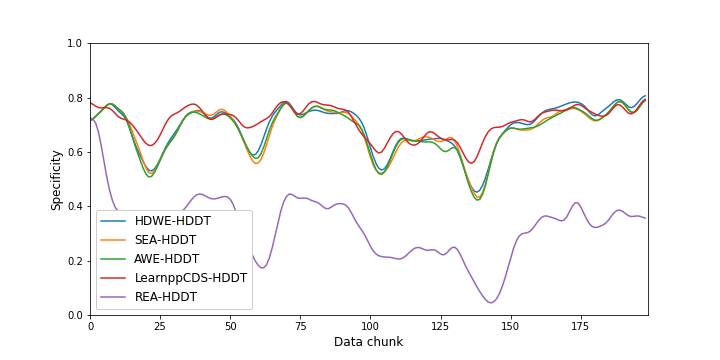 1.0
0.8
0.6
0.4
0.2
0.0
Specificity
HDWE-HDDT
SEA-HDDT
AWE-HDDT
LearnppCDS-HDDT
REA-HDDT
0 25 50 75 100 125 150 175
Data chunk